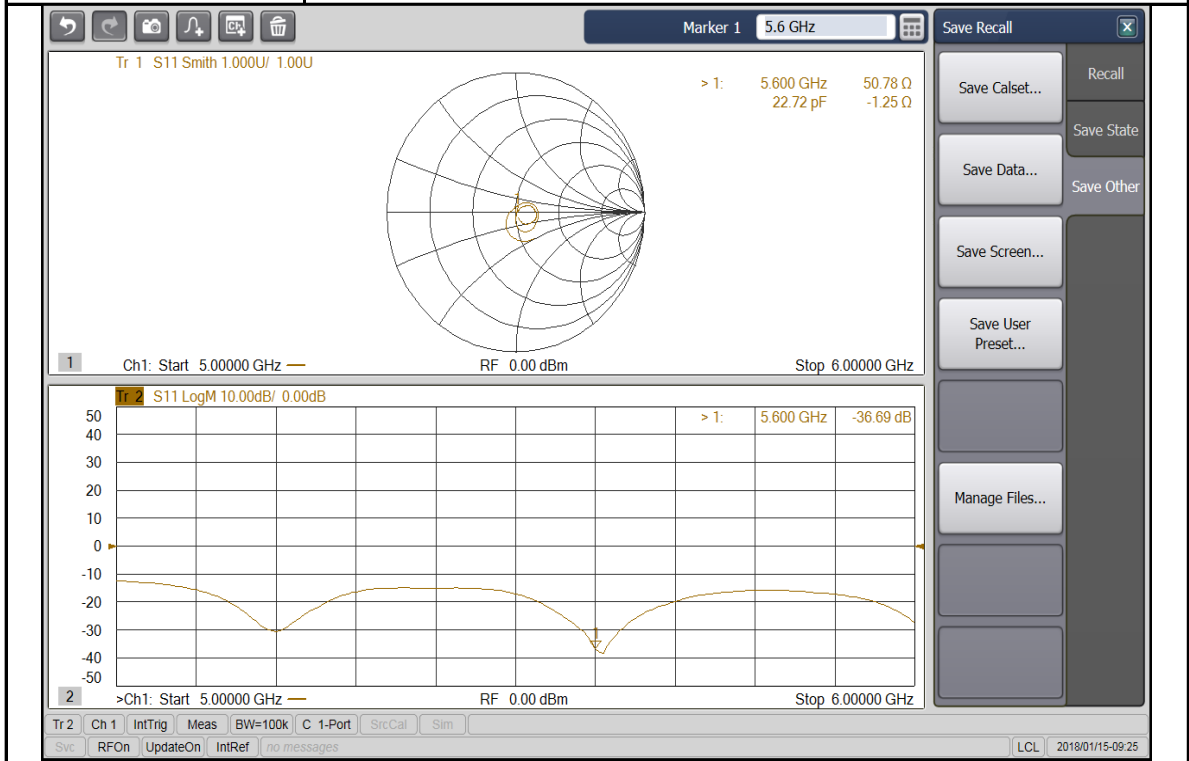 Marker 1 5.6 GHz
Save Recall
Tr 1 S11 Smith 1.000U/ 1.00U
> 1: 5.600 GHz 50.78 Ω
22.72 pF -1.25 Ω
1
1
Ch1: Start 5.00000 GHz
RF 0.00 dBm
Stop 6.00000 GHz
Tr 2 S11 LogM 10.00dB/ 0.00dB
> 1: 5.600 GHz -36.69 dB
50
40
30
20
10
0
-10
-20
-30
-40
-50
1
2
>Ch1: Start 5.00000 GHz
RF 0.00 dBm
Stop 6.00000 GHz
Save Calset...
Save Data...
Save Screen...
Save User
Preset...
Manage Files...
Recall
Save State
Save Other
Tr 2 Ch 1 IntTrig Meas BW=100k C 1-Port SrcCal Sim
Svc RFOn UpdateOn IntRef no messages LCL 2018/01/15-09:25